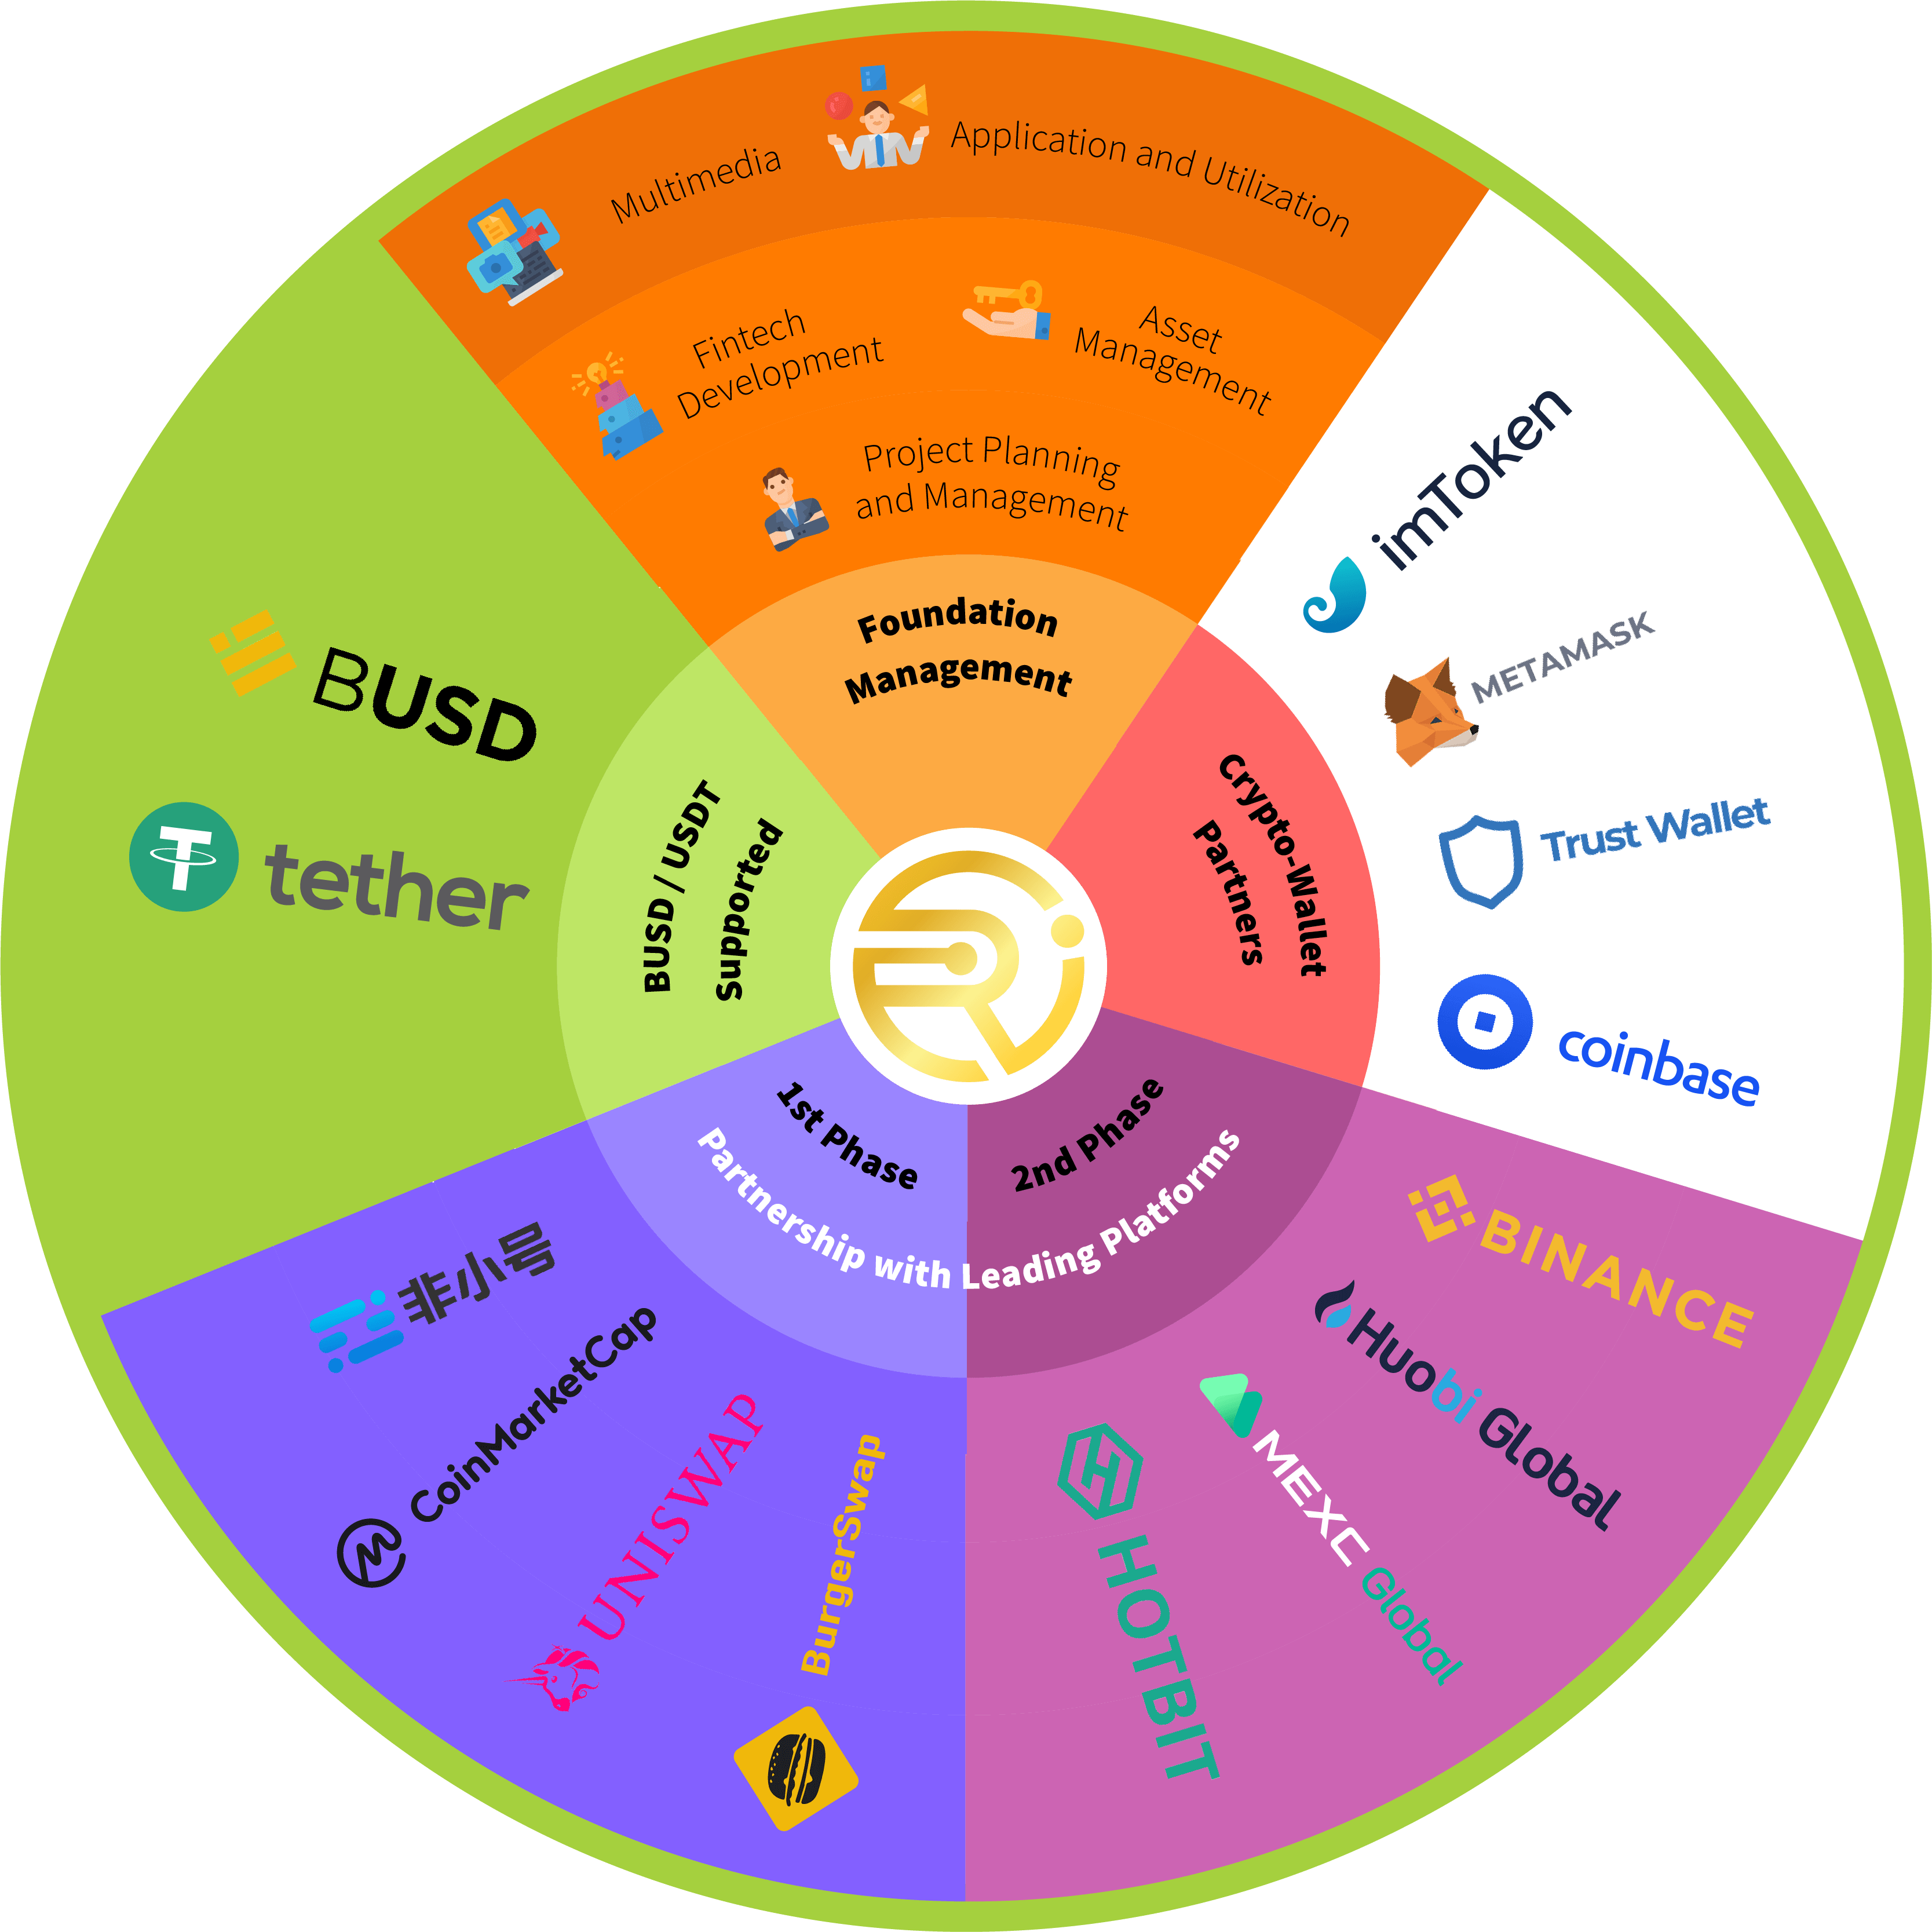 Multimedia
Application and Utilization
Fintech
Development
Asset
Management
Project Planning
and Management
Foundation
Management
imToken
METAMASK
Trust Wallet
coinbase
Crypto-Wallet
Partners
BUSD
tether
BUSD / USDT
Supported
1st Phase
2nd Phase
Partnership with Leading Platforms
非小号
CoinMarketCap
UNISWAP
BurgerSwap
BINANCE
Huobi Global
MEXC Global
HOTBIT